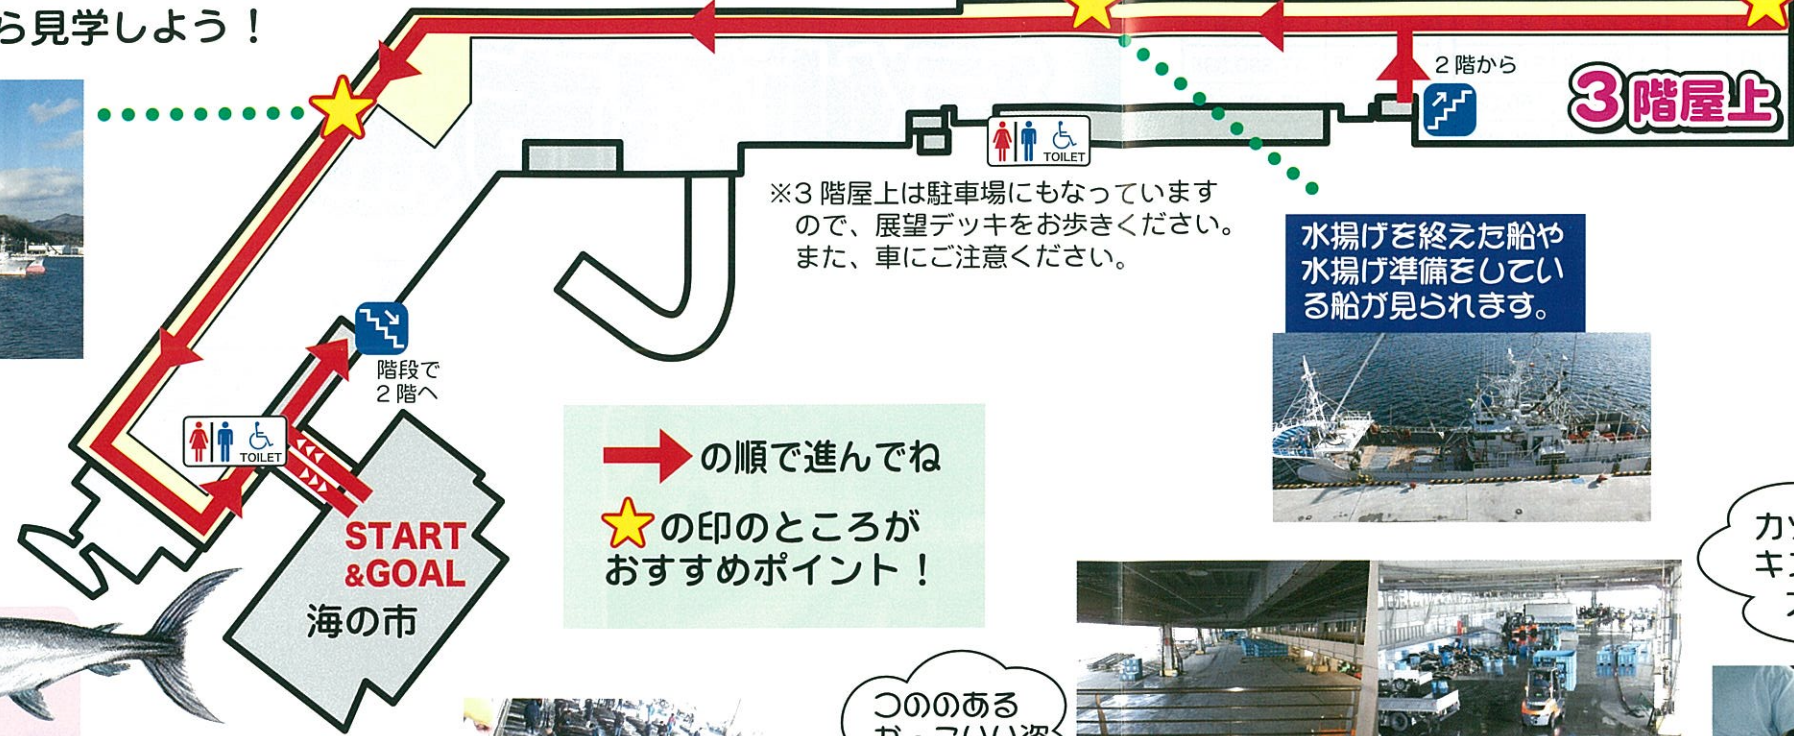 ら見学しよう！
2階から
3階屋上
TOILET
※3階屋上は駐車場にもなっています
ので、展望デッキをお歩きください。
また、車にご注意ください。
水揚げを終えた船や
水揚げ準備をしてい
る船が見られます。
階段で
2階へ
TOILET
の順で進んでね
の印のところが
おすすめポイント！
START
&GOAL
海の市
つののある